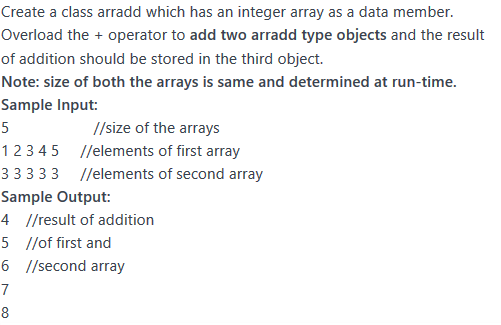 Create a class arradd which has an integer array as a data member.
Overload the + operator to add two arradd type objects and the result
of addition should be stored in the third object.
Note: size of both the arrays is same and determined at run-time.
Sample Input:
5 //size of the arrays
1 2 3 4 5 //elements of first array
3 3 3 3 3 //elements of second array
Sample Output:
4 //result of addition
5 //of first and
6 //second array
7
8